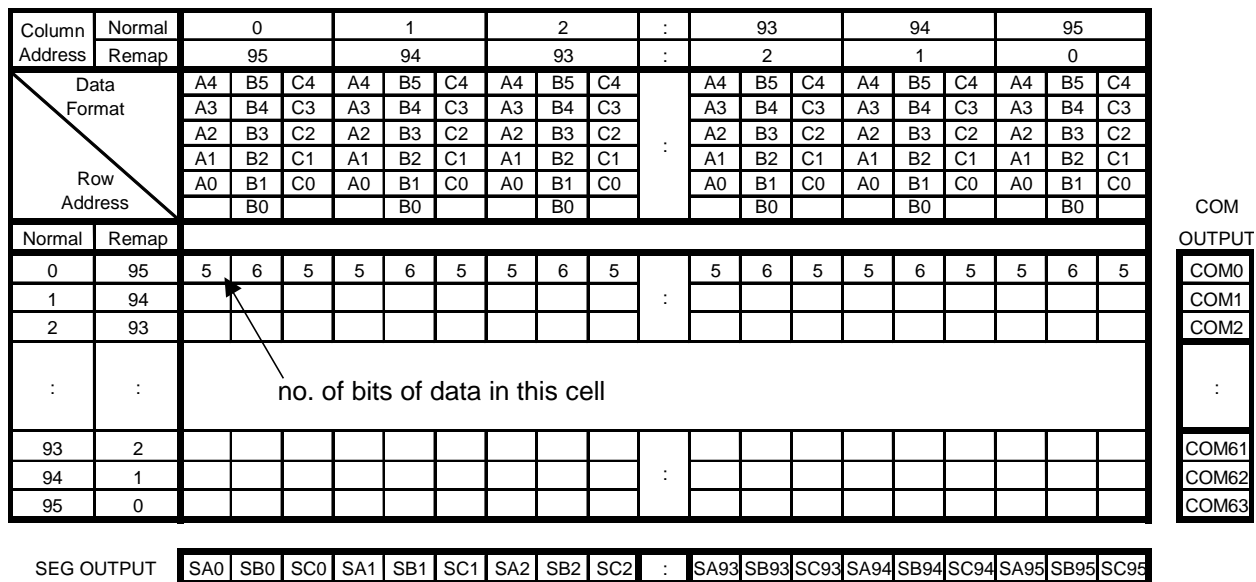 Column Address Normal 0 1 2 : 93 94 95
Remap 95 94 93 : 2 1 0
Data Format A4 B5 C4 A4 B5 C4 A4 B5 C4 : A4 B5 C4 A4 B5 C4 A4 B5 C4
A3 B4 C3 A3 B4 C3 A3 B4 C3 A3 B4 C3 A3 B4 C3 A3 B4 C3
A2 B3 C2 A2 B3 C2 A2 B3 C2 A2 B3 C2 A2 B3 C2 A2 B3 C2
A1 B2 C1 A1 B2 C1 A1 B2 C1 A1 B2 C1 A1 B2 C1 A1 B2 C1
Row Address A0 B1 C0 A0 B1 C0 A0 B1 C0 A0 B1 C0 A0 B1 C0 A0 B1 C0
B0 B0 B0 B0 B0 B0 COM
Normal Remap OUTPUT
0 95 5 6 5 5 6 5 5 6 5 : 5 6 5 5 6 5 5 6 5 COM0
1 94 COM1
2 93 COM2
: : no. of bits of data in this cell :
93 2 : COM61
94 1 COM62
95 0 COM63
SEG OUTPUT SA0 SB0 SC0 SA1 SB1 SC1 SA2 SB2 SC2 : SA93 SB93 SC93 SA94 SB94 SC94 SA95 SB95 SC95